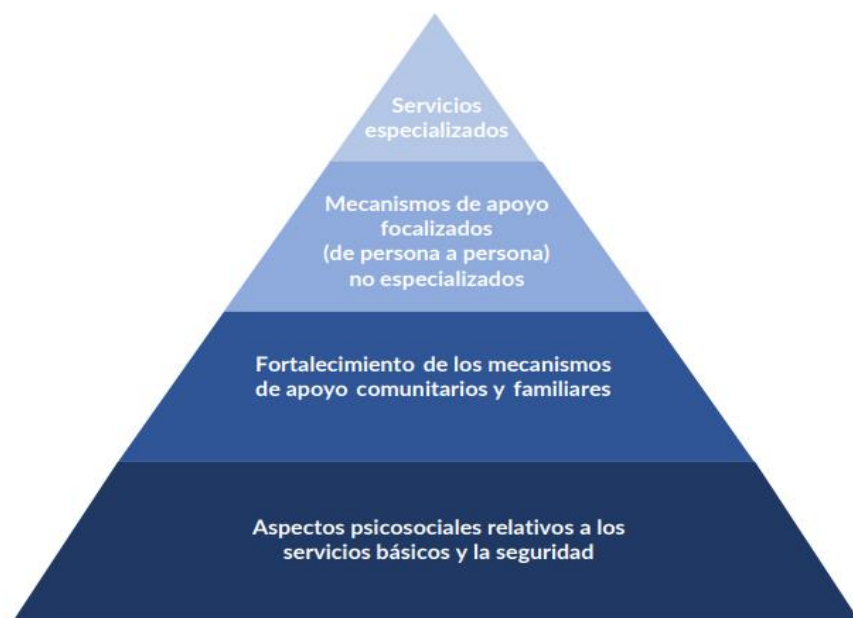 Servicios
especializados
Mecanismos de apoyo
focalizados
(de persona a persona)
no especializados
Fortalecimiento de los mecanismos
de apoyo comunitarios y familiares
Aspectos psicosociales relativos a los
servicios básicos y la seguridad